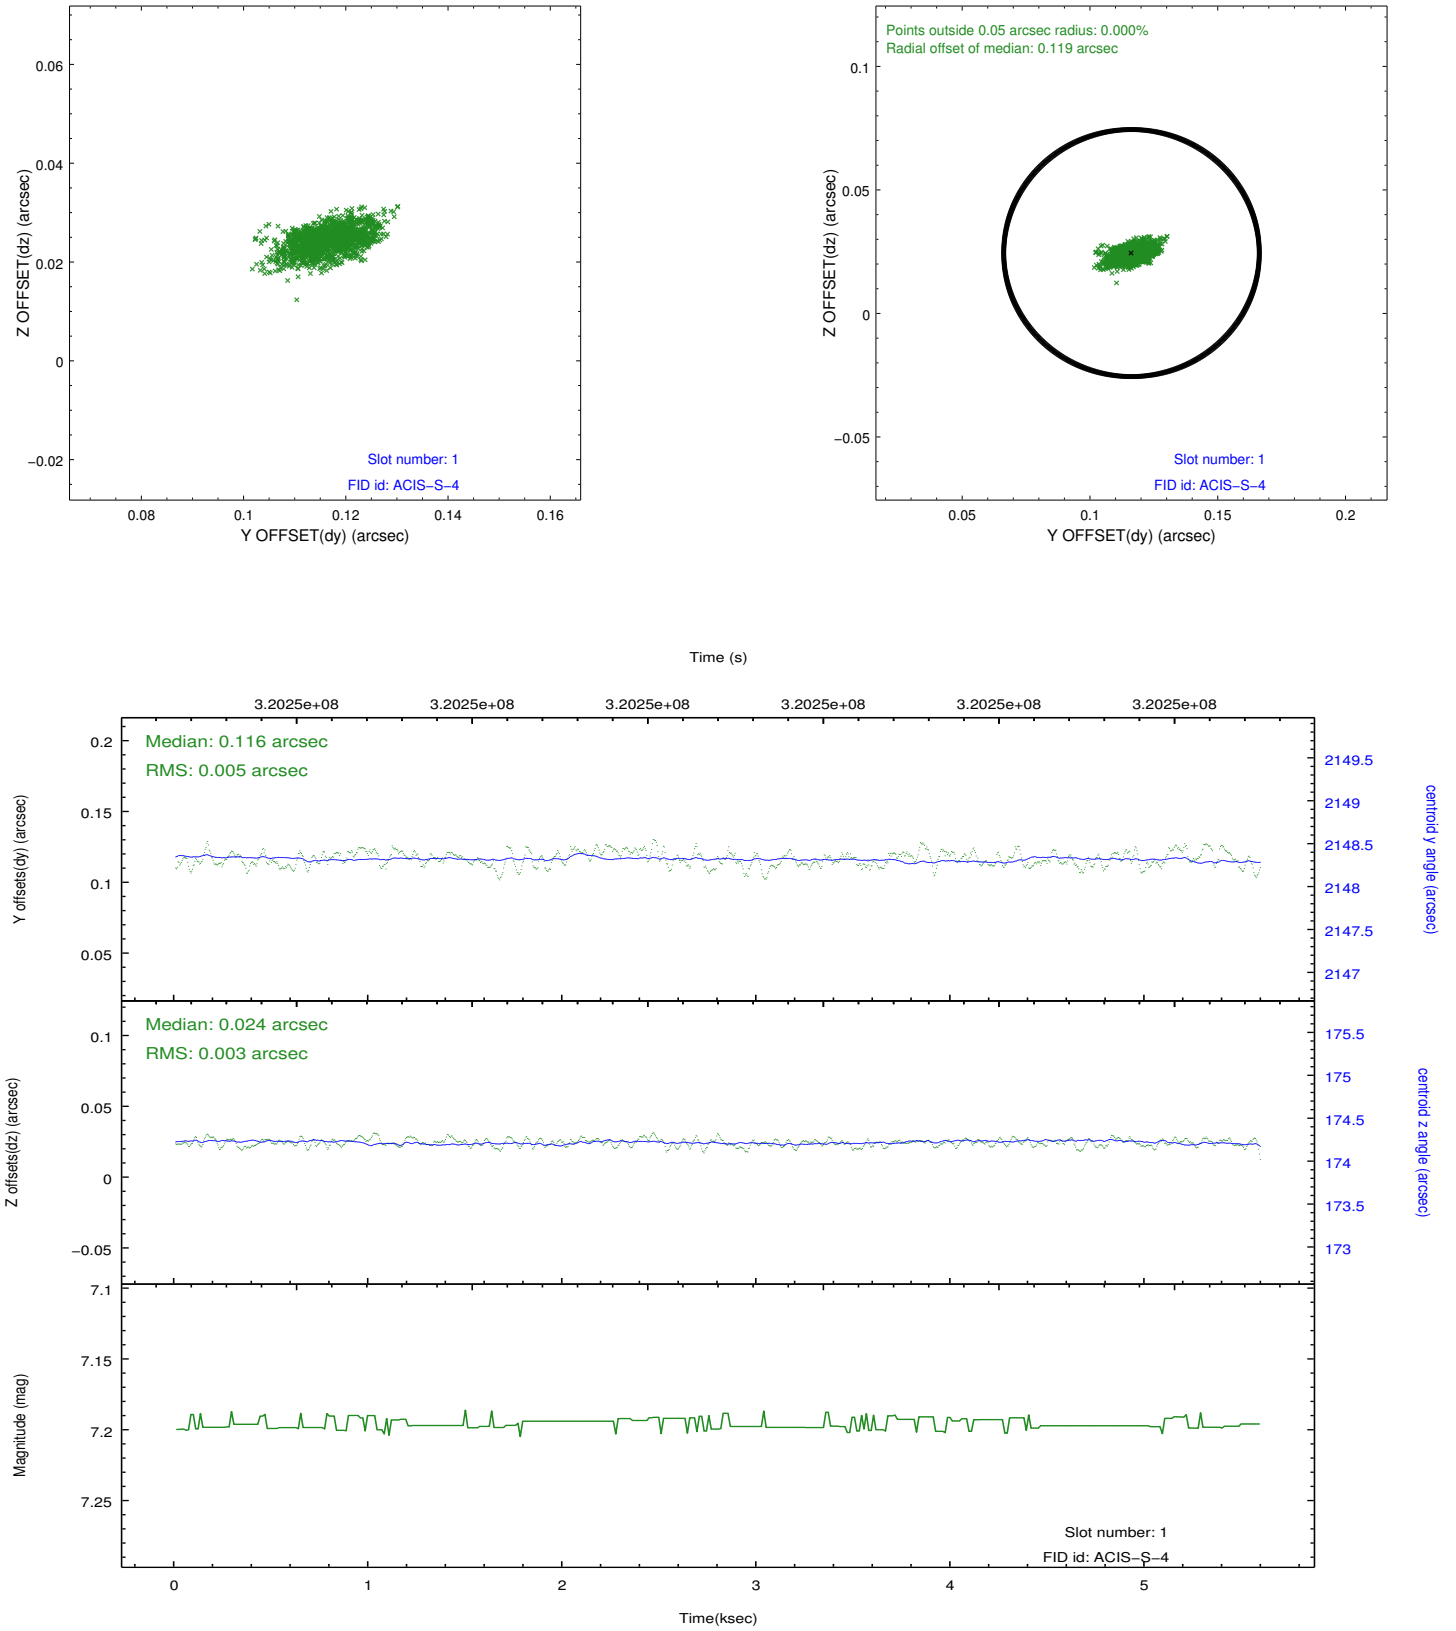 0.06
0.04
0.02
0
−0.02
Z OFFSET(dz) (arcsec)
Slot number: 1
FID id: ACIS−S−4
0.08
0.1
0.12
0.14
0.16
Y OFFSET(dy) (arcsec)
Points outside 0.05 arcsec radius: 0.000%
Radial offset of median: 0.119 arcsec
0.1
0.05
0
−0.05
Z OFFSET(dz) (arcsec)
Slot number: 1
FID id: ACIS−S−4
0.05
0.1
0.15
0.2
Y OFFSET(dy) (arcsec)
Time (s)
3.2025e+08 3.2025e+08 3.2025e+08 3.2025e+08 3.2025e+08 3.2025e+08
Median: 0.116 arcsec
RMS: 0.005 arcsec
0.2
0.15
0.1
0.05
Y offsets(dy) (arcsec)
2149.5
2149
2148.5
2148
2147.5
2147
centroid y angle (arcsec)
Median: 0.024 arcsec
RMS: 0.003 arcsec
0.1
0.05
0
−0.05
Z offsets(dz) (arcsec)
175.5
175
174.5
174
173.5
173
centroid z angle (arcsec)
7.1
7.15
7.2
7.25
Magnitude (mag)
Slot number: 1
FID id: ACIS−S−4
0 1 2 3 4 5
Time(ksec)